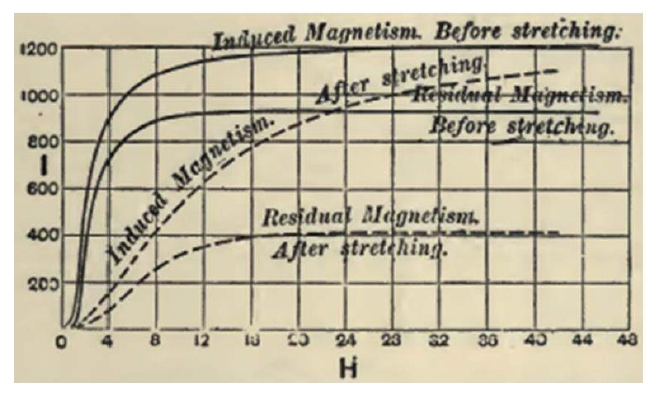 Induced Magnetism. Before stretching.
1200
After stretching.
1000
Residual Magnetism.
Before stretching.
800
I
Induced Magnetism.
600
Residual Magnetism.
400
After stretching.
200
0 4 8 12 16 20 24 28 32 36 40 44 48
H